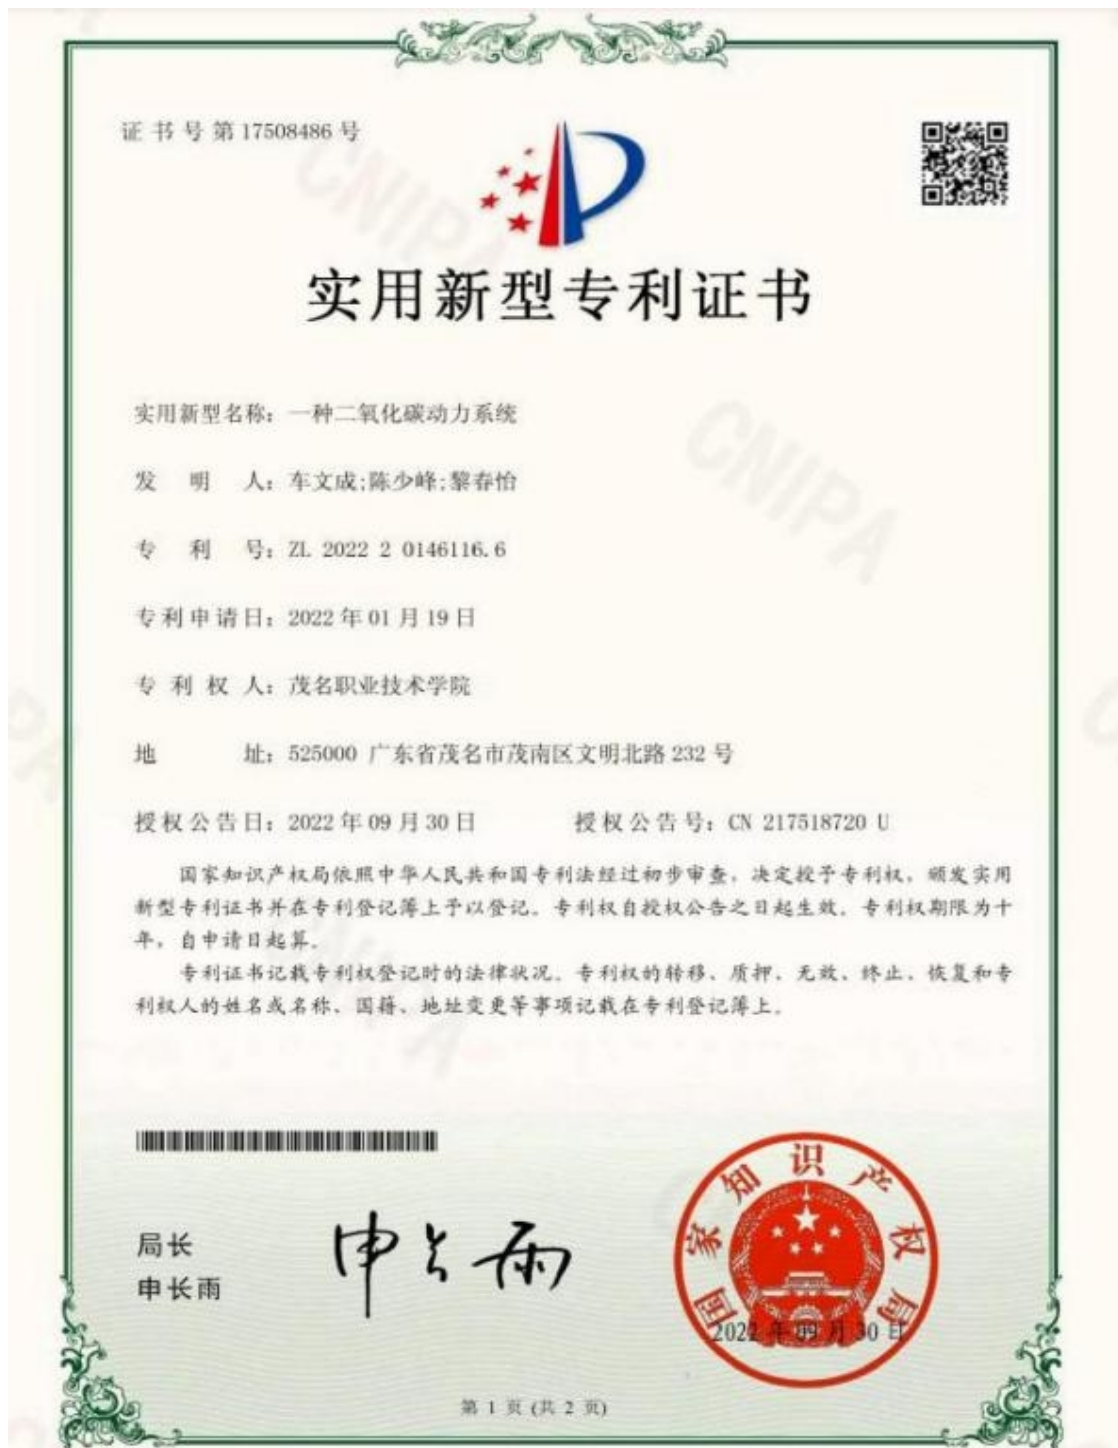 证书号第17508486号
实用新型专利证书
实用新型名称：一种二氧化碳动力系统
发明人：车文成;陈少峰;黎春怡
专利号：ZL 2022 2 0146116.6
专利申请日：2022年01月19日
专利权人：茂名职业技术学院
地址：525000 广东省茂名市茂南区文明北路232号
授权公告日：2022年09月30日 授权公告号：CN 217518720 U
国家知识产权局依照中华人民共和国专利法经过初步审查，决定授予专利权，颁发实用
新型专利证书并在专利登记簿上予以登记。专利权自授权公告之日起生效。专利权期限为十
年，自申请日起算。
专利证书记载专利权登记时的法律状况。专利权的转移、质押、无效、终止、恢复和专
利权人的姓名或名称、国籍、地址变更等事项记载在专利登记簿上。
局长
申长雨
申长雨
国家知识产权局
2022年09月30日
第 1 页 (共 2 页)
CNIPA
CNIPA
CNIPA